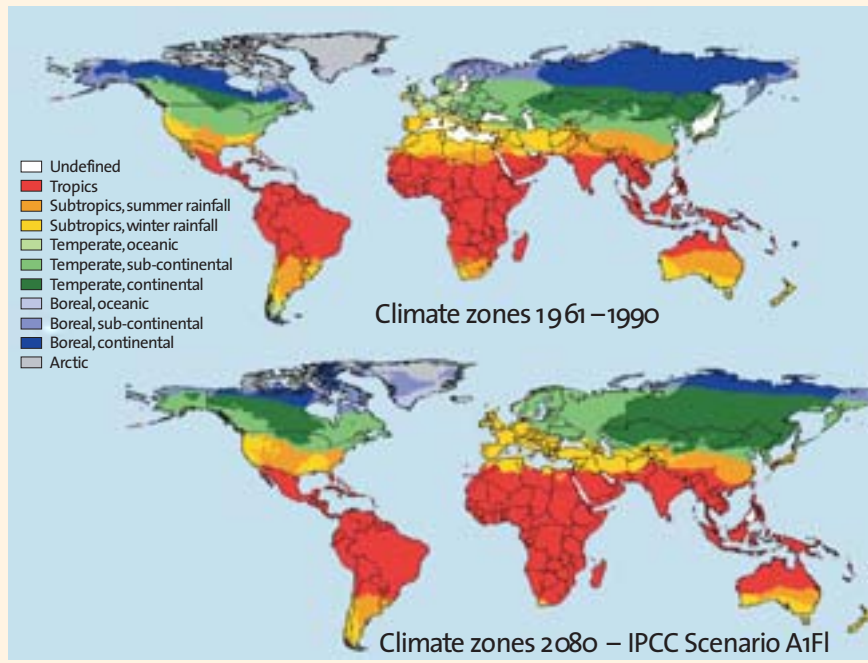 Undefined
Tropics
Subtropics, summer rainfall
Subtropics, winter rainfall
Temperate, oceanic
Temperate, sub-continental
Temperate, continental
Boreal, oceanic
Boreal, sub-continental
Boreal, continental
Arctic
Climate zones 1961–1990
Climate zones 2080 – IPCC Scenario A1Fl